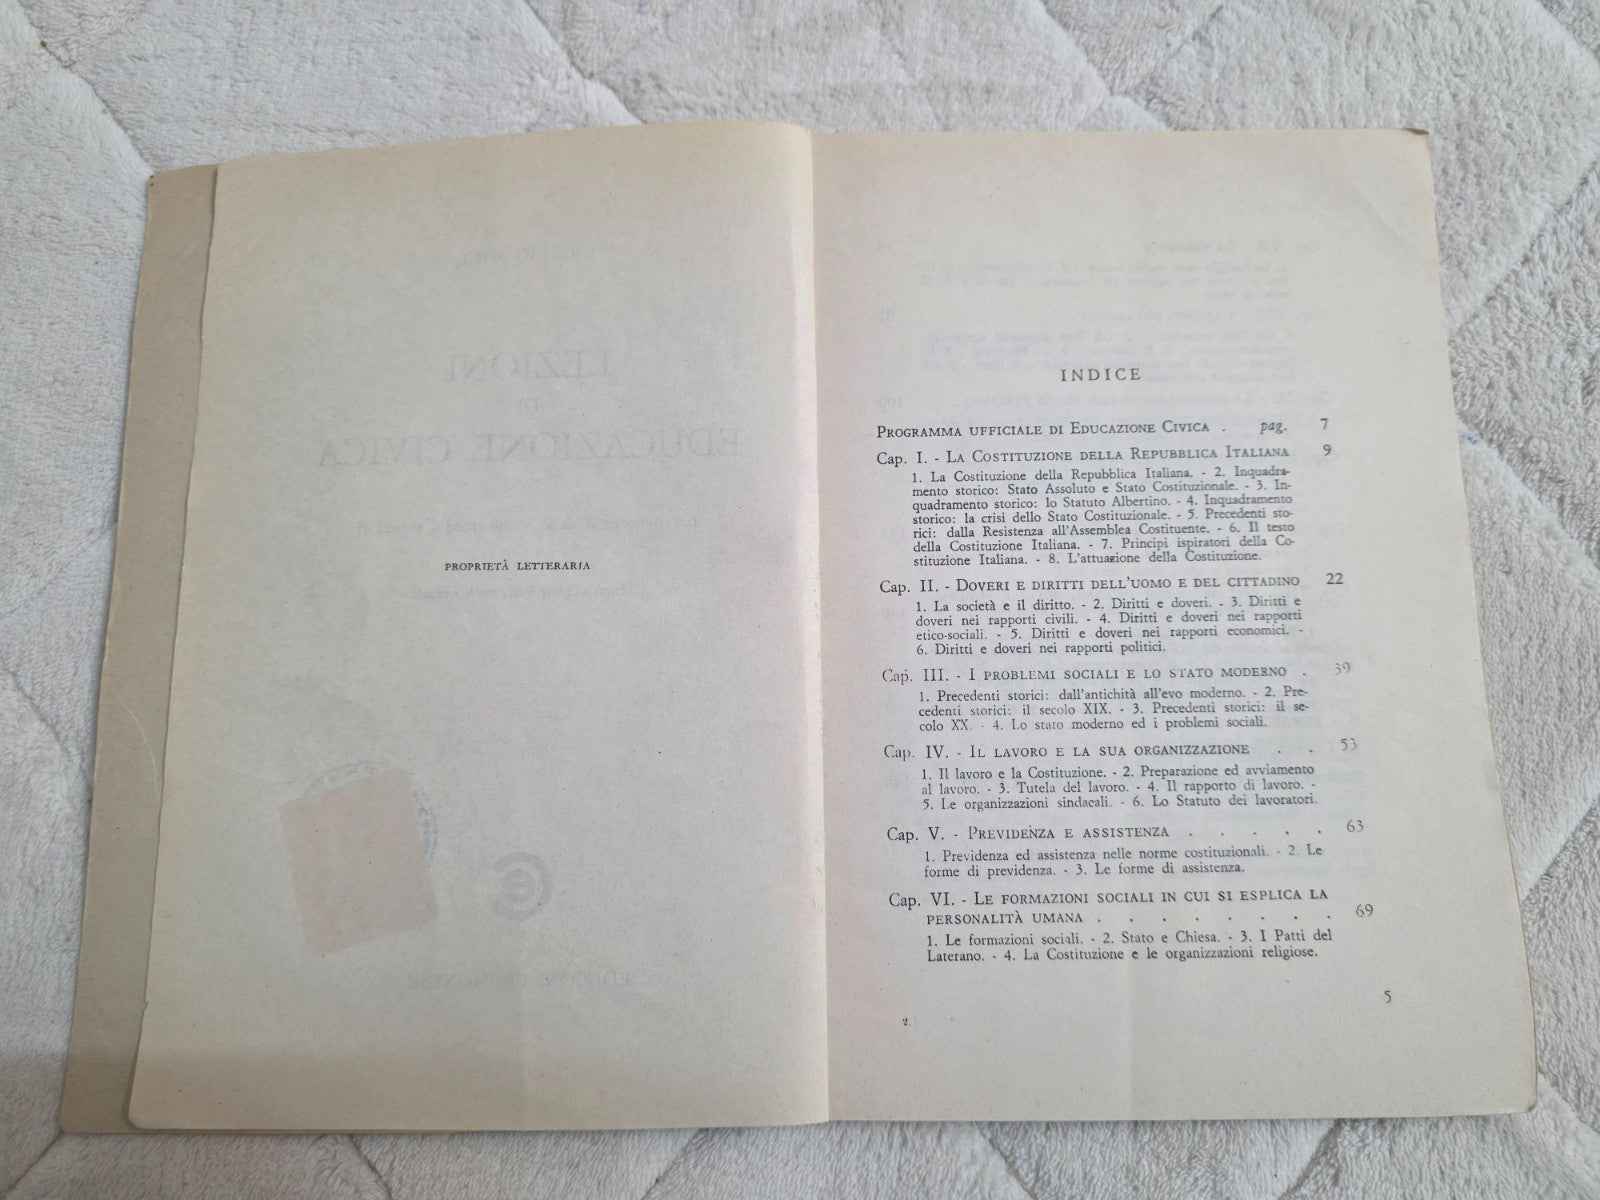 PROPRIETÀ LETTERARIA
INDICE
PROGRAMMA UFFICIALE DI EDUCAZIONE CIVICA . pag. 7
Cap. I. - LA COSTITUZIONE DELLA REPUBBLICA ITALIANA 9
1. La Costituzione della Repubblica Italiana. - 2. Inquadra-
mento storico: Stato Assoluto e Stato Costituzionale. - 3. In-
quadramento storico: lo Statuto Albertino. - 4. Inquadramento
storico: la crisi dello Stato Costituzionale. - 5. Precedenti sto-
rici: dalla Resistenza all'Assemblea Costituente. - 6. Il testo
della Costituzione Italiana. - 7. Principi ispiratori della Co-
stituzione Italiana. - 8. L'attuazione della Costituzione.
Cap. II. - DOVERI E DIRITTI DELL'UOMO E DEL CITTADINO 22
1. La società e il diritto. - 2. Diritti e doveri. - 3. Diritti e
doveri nei rapporti civili. - 4. Diritti e doveri nei rapporti
etico-sociali. - 5. Diritti e doveri nei rapporti economici. -
6. Diritti e doveri nei rapporti politici.
Cap. III. - I PROBLEMI SOCIALI E LO STATO MODERNO . 39
1. Precedenti storici: dall'antichità all'evo moderno. - 2. Pre-
cedenti storici: il secolo XIX. - 3. Precedenti storici: il se-
colo XX. - 4. Lo stato moderno ed i problemi sociali.
Cap. IV. - IL LAVORO E LA SUA ORGANIZZAZIONE . . 53
1. Il lavoro e la Costituzione. - 2. Preparazione ed avviamento
al lavoro. - 3. Tutela del lavoro. - 4. Il rapporto di lavoro. -
5. Le organizzazioni sindacali. - 6. Lo Statuto dei lavoratori.
Cap. V. - PREVIDENZA E ASSISTENZA . . . . . 63
1. Previdenza ed assistenza nelle norme costituzionali. - 2. Le
forme di previdenza. - 3. Le forme di assistenza.
Cap. VI. - LE FORMAZIONI SOCIALI IN CUI SI ESPLICA LA
PERSONALITÀ UMANA . . . . . . . 69
1. Le formazioni sociali. - 2. Stato e Chiesa. - 3. I Patti del
Laterano. - 4. La Costituzione e le organizzazioni religiose.
5
2.